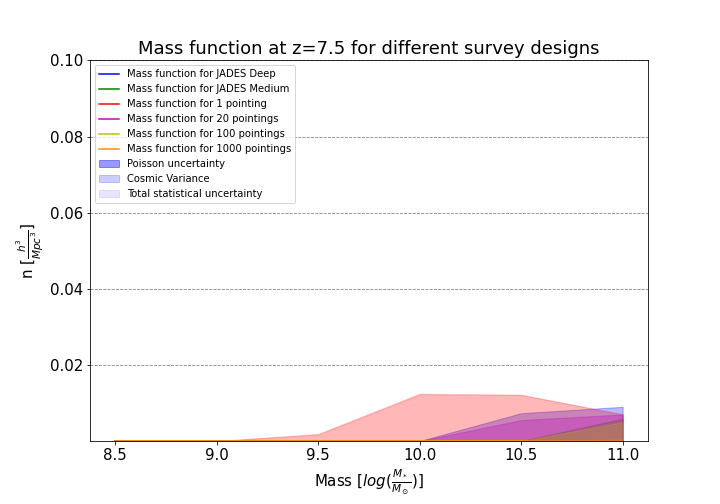 Mass function at z=7.5 for different survey designs
0.10
0.08
0.06
0.04
0.02
n [h³/Mpc³]
Mass function for JADES Deep
Mass function for JADES Medium
Mass function for 1 pointing
Mass function for 20 pointings
Mass function for 100 pointings
Mass function for 1000 pointings
Poisson uncertainty
Cosmic Variance
Total statistical uncertainty
8.5 9.0 9.5 10.0 10.5 11.0
Mass [log(M*/M⊙)]